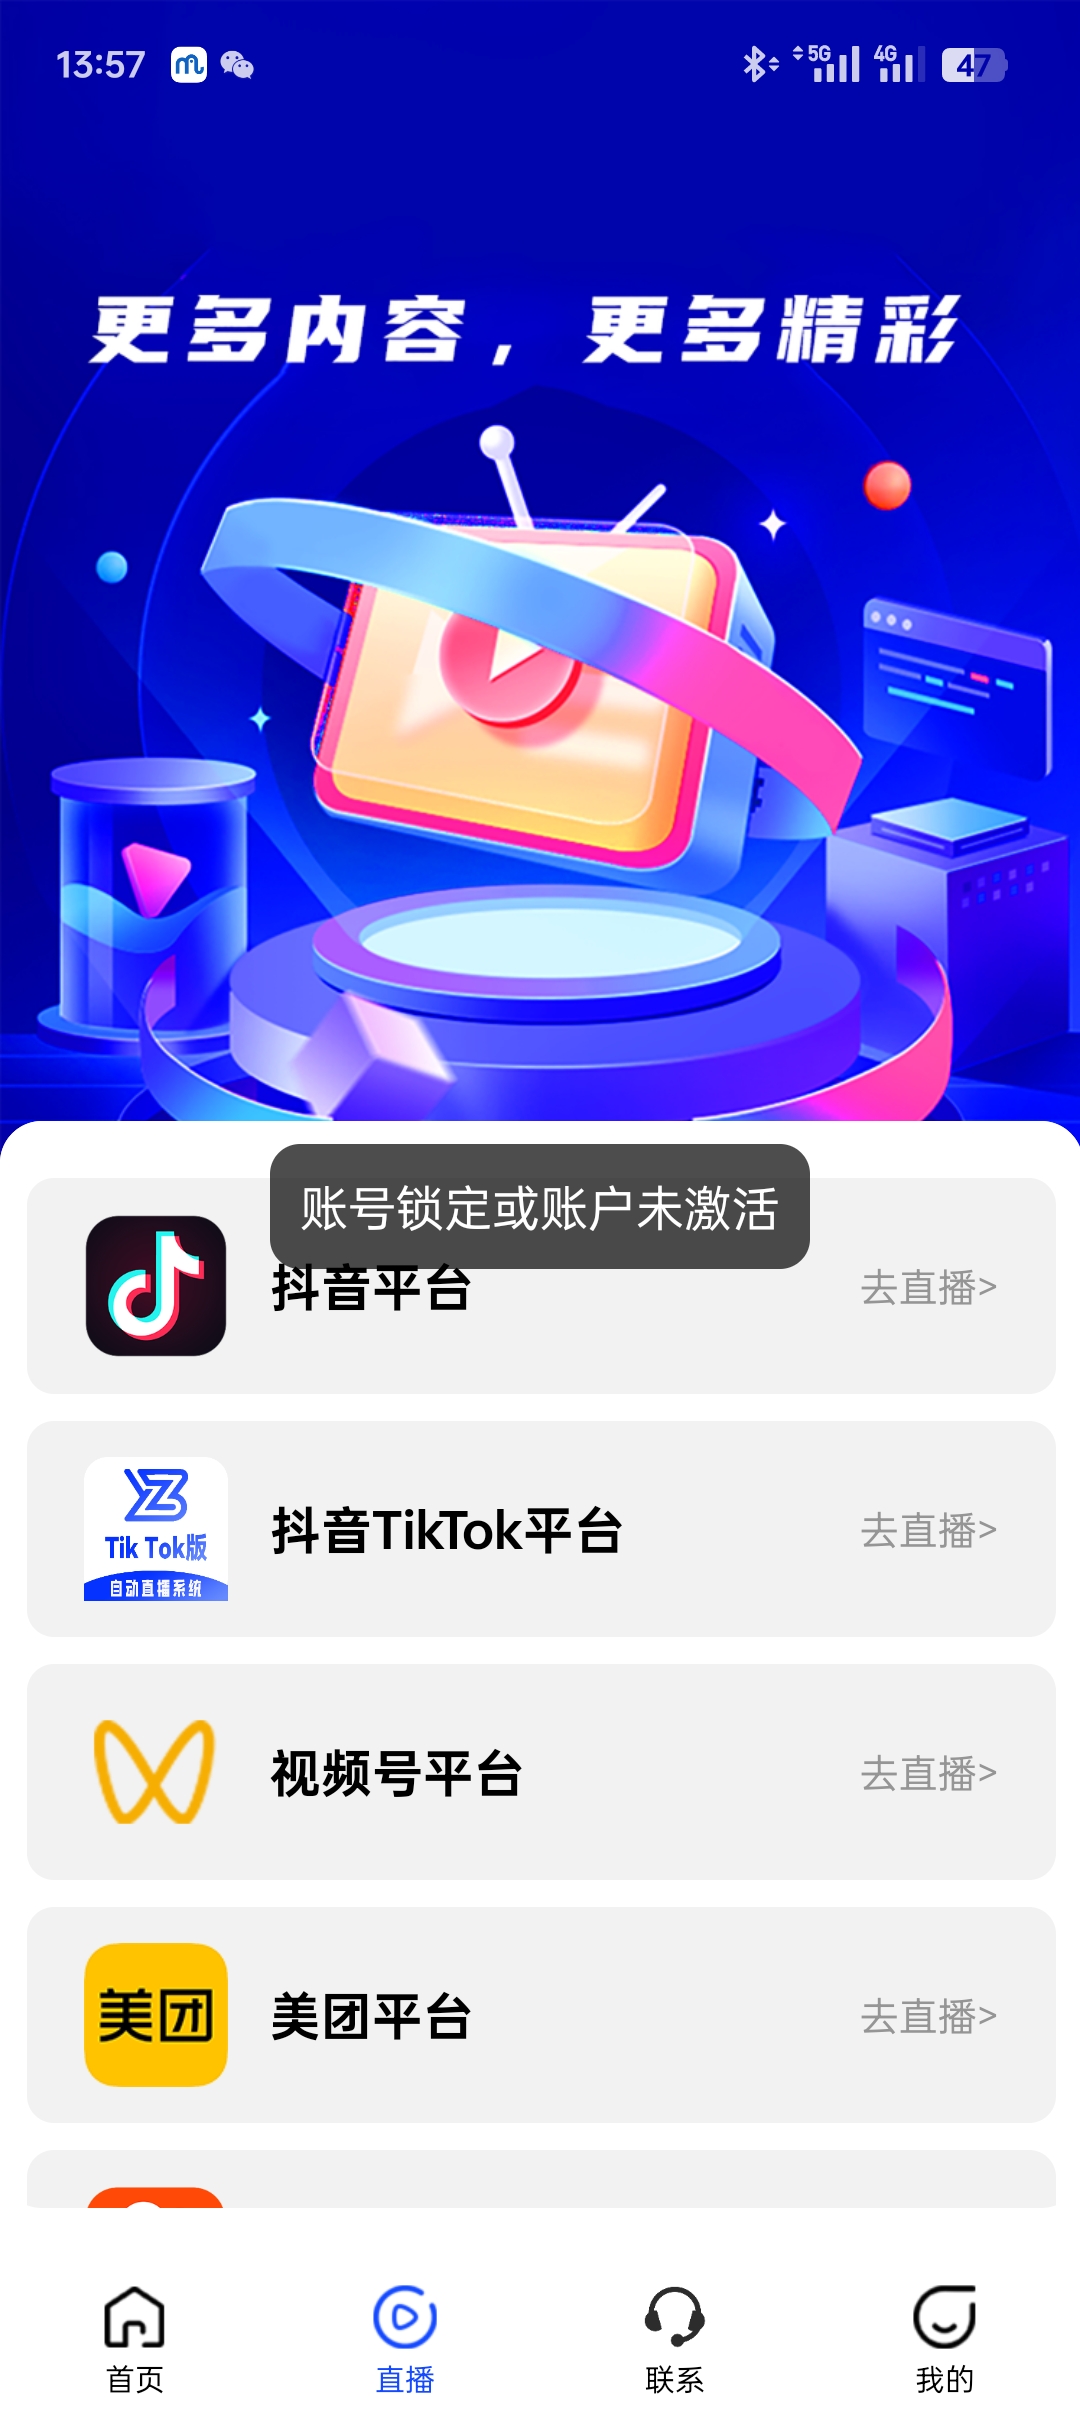 13:57
5G 4G 47
更多内容，更多精彩
账号锁定或账户未激活
抖音平台 去直播>
Tik Tok版
自动直播系统
抖音TikTok平台 去直播>
视频号平台 去直播>
美团
美团平台 去直播>
首页 直播 联系 我的